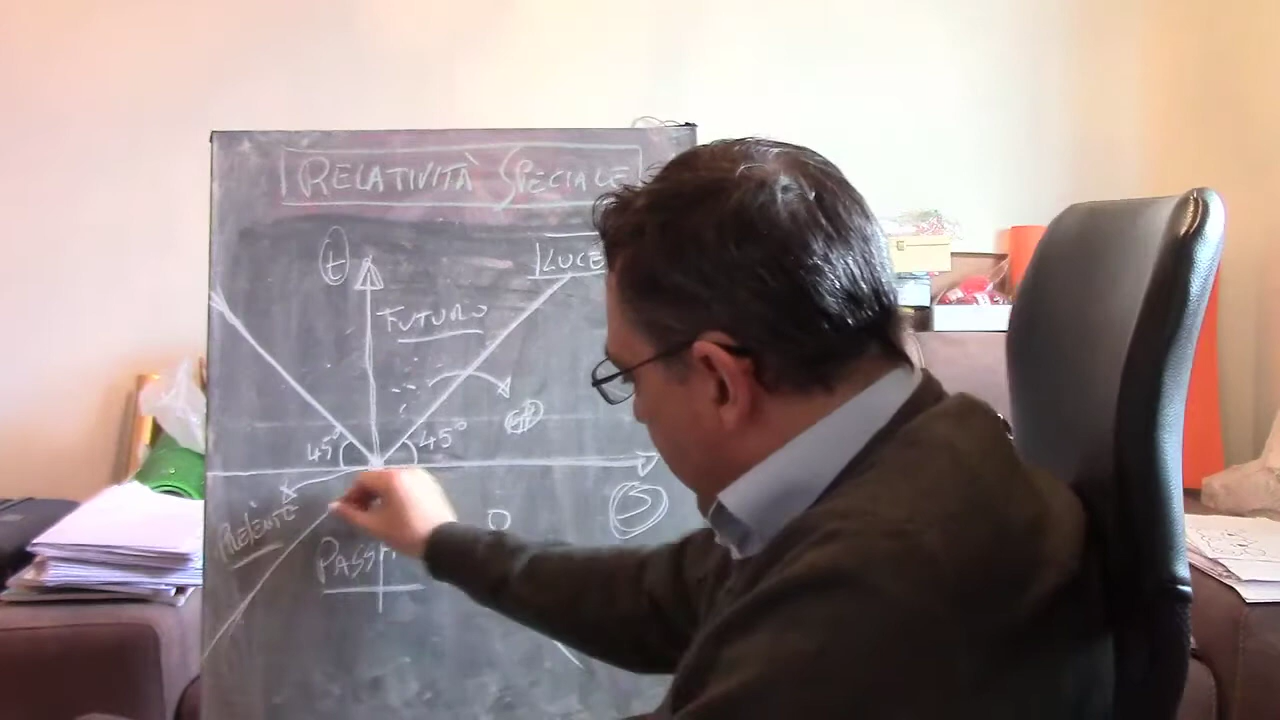 RELATIVITÀ SPECIALE
t
LUCE
FUTURO
45°
45°
PRESENTE
S